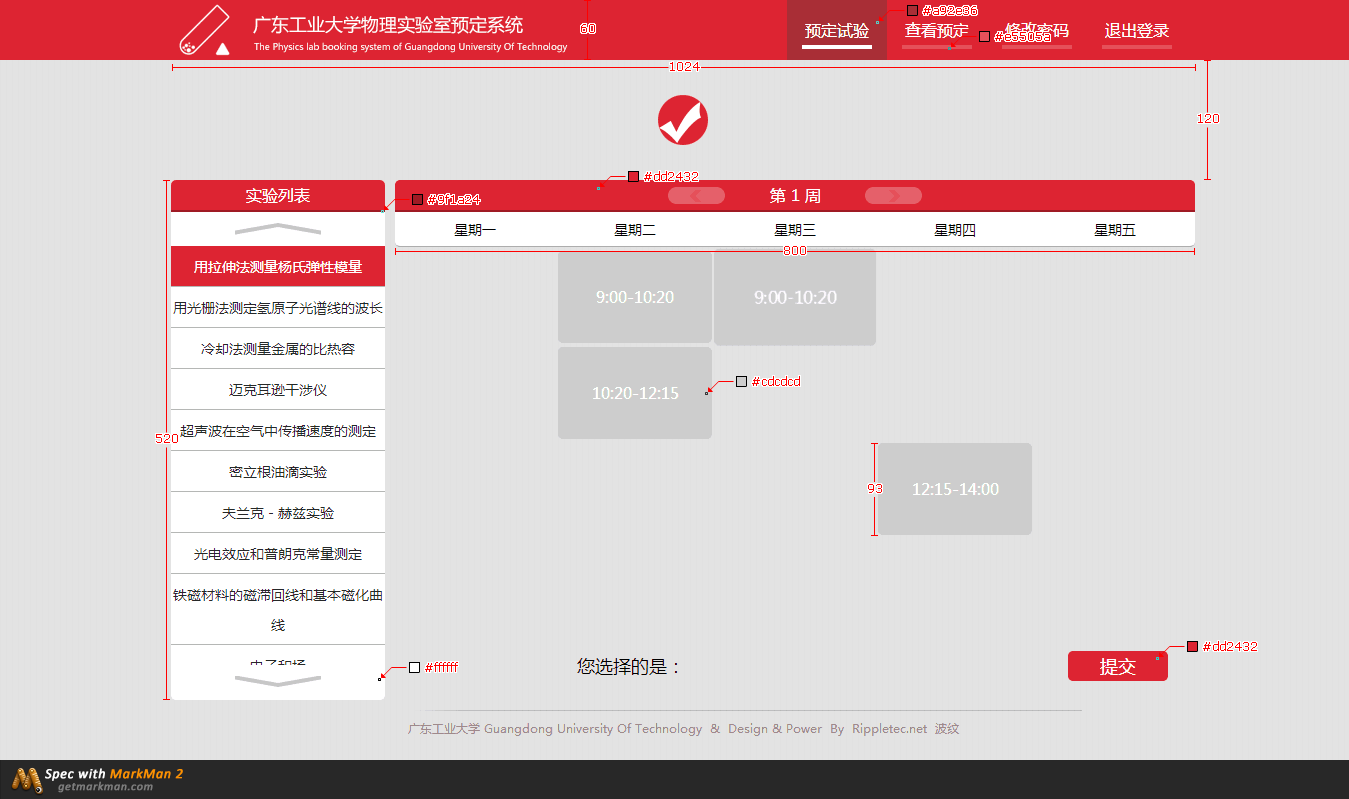 广东工业大学物理实验室预定系统
The Physics lab booking system of Guangdong University Of Technology
60
预定试验
查看预定
修改密码
退出登录
#a92e36
#e5505a
1024
120
#dd2432
实验列表
#9f1a24
第 1 周
星期一
星期二
星期三
星期四
星期五
800
用拉伸法测量杨氏弹性模量
用光栅法测定氢原子光谱线的波长
冷却法测量金属的比热容
迈克耳逊干涉仪
超声波在空气中传播速度的测定
密立根油滴实验
夫兰克 - 赫兹实验
光电效应和普朗克常量测定
铁磁材料的磁滞回线和基本磁化曲
线
520
9:00-10:20
9:00-10:20
10:20-12:15
#cdcdcd
93
12:15-14:00
#ffffff
您选择的是：
提交
#dd2432
广东工业大学 Guangdong University Of Technology & Design & Power By Rippletec.net 波纹
Spec with MarkMan 2
getmarkman.com